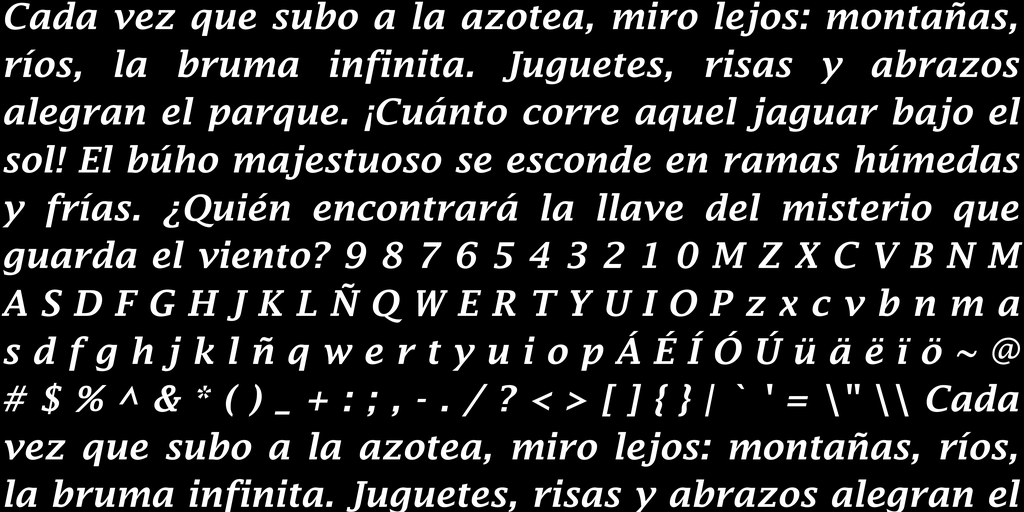 Cada vez que subo a la azotea, miro lejos: montañas,
ríos, la bruma infinita. Juguetes, risas y abrazos
alegran el parque. ¡Cuánto corre aquel jaguar bajo el
sol! El búho majestuoso se esconde en ramas húmedas
y frías. ¿Quién encontrará la llave del misterio que
guarda el viento? 9 8 7 6 5 4 3 2 1 0 M Z X C V B N M
A S D F G H J K L Ñ Q W E R T Y U I O P z x c v b n m a
s d f g h j k l ñ q w e r t y u i o p Á É Í Ó Ú ü ä ë ï ö ~ @
# $ % ^ & * ( ) _ + : ; , - . / ? < > [ ] { } | ` ' = \" \\ Cada
vez que subo a la azotea, miro lejos: montañas, ríos,
la bruma infinita. Juguetes, risas y abrazos alegran el